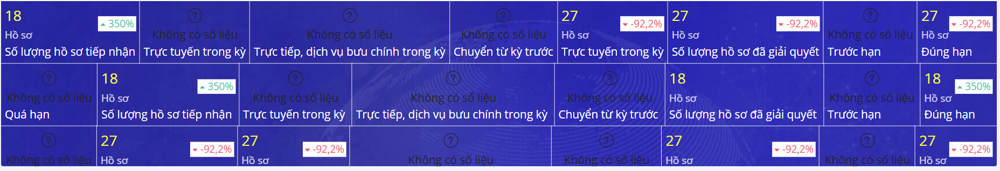 18
350%
Hồ sơ
Số lượng hồ sơ tiếp nhận
?
Không có số liệu
Trực tuyến trong kỳ
?
Không có số liệu
Trực tiếp, dịch vụ bưu chính trong kỳ
?
Không có số liệu
Chuyển từ kỳ trước
27
-92,2%
Hồ sơ
Trực tuyến trong kỳ
27
-92,2%
Hồ sơ
Số lượng hồ sơ đã giải quyết
?
Không có số liệu
Trước hạn
27
-92,2%
Hồ sơ
Đúng hạn
?
Không có số liệu
Quá hạn
18
350%
Hồ sơ
Số lượng hồ sơ tiếp nhận
?
Không có số liệu
Trực tuyến trong kỳ
?
Không có số liệu
Trực tiếp, dịch vụ bưu chính trong kỳ
?
Không có số liệu
Chuyển từ kỳ trước
18
Hồ sơ
Số lượng hồ sơ đã giải quyết
?
Không có số liệu
Trước hạn
18
350%
Hồ sơ
Đúng hạn
?
Không có số liệu
27
-92,2%
Hồ sơ
27
-92,2%
Hồ sơ
?
Không có số liệu
?
Không có số liệu
27
-92,2%
Hồ sơ
?
Không có số liệu
27
-92,2%
Hồ sơ